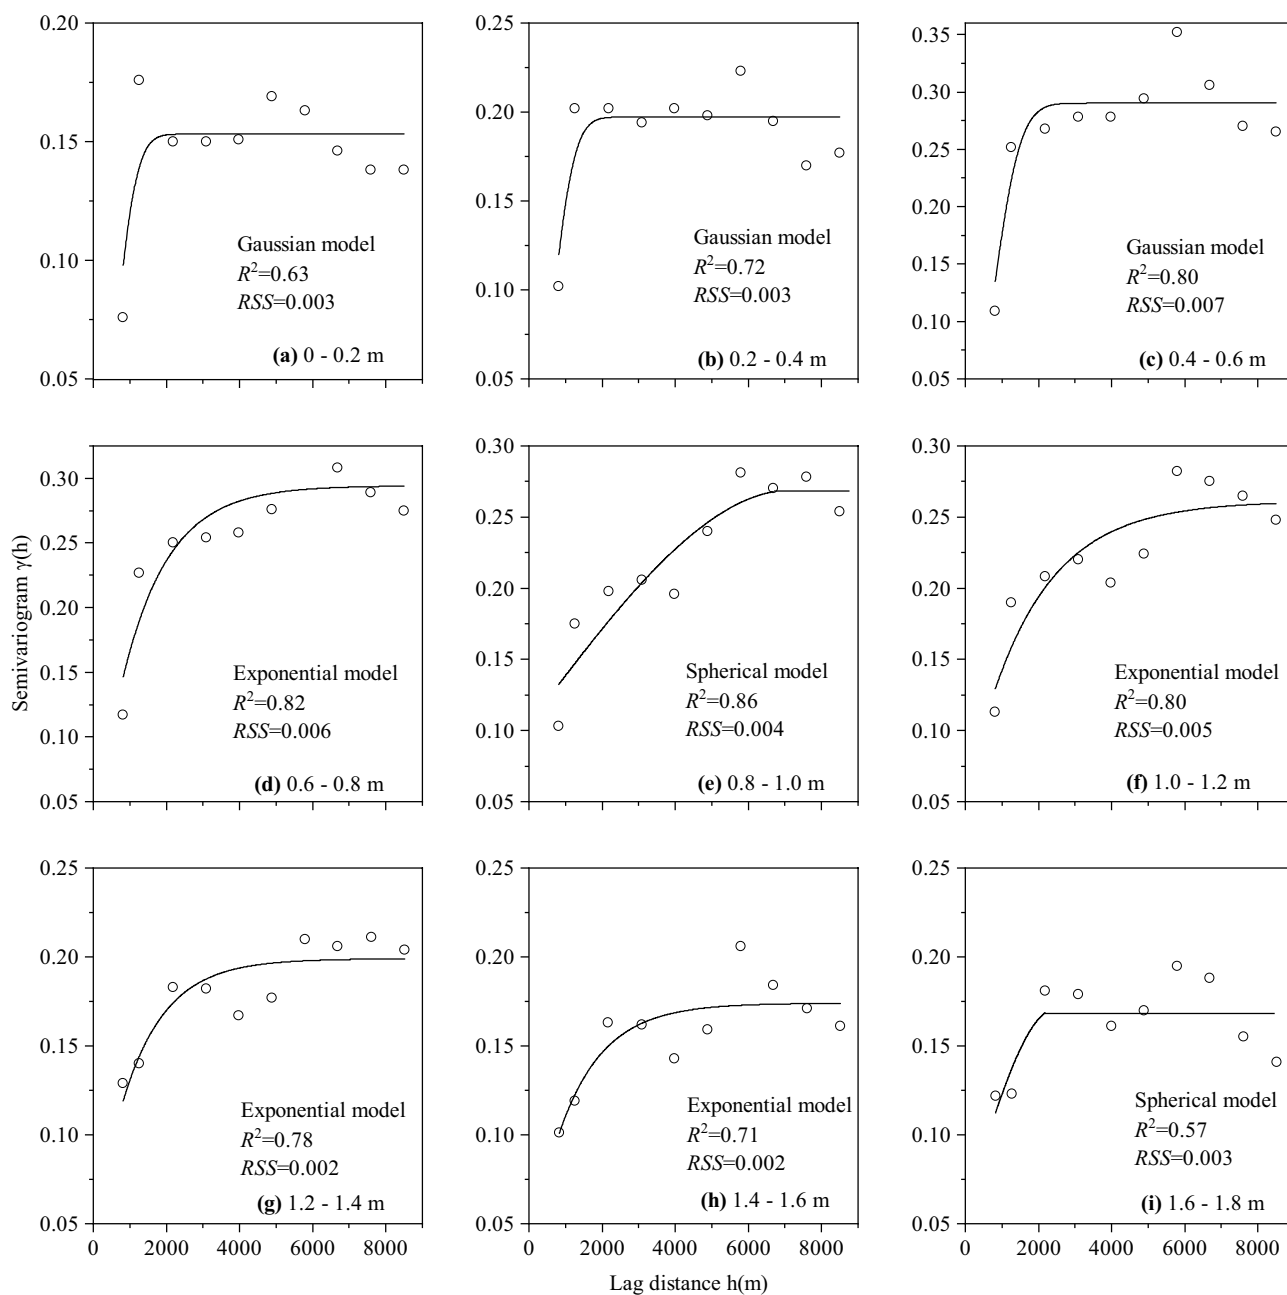 0.20
0.15
0.10
0.05
Gaussian model
R²=0.63
RSS=0.003
(a) 0 - 0.2 m
0.25
0.20
0.15
0.10
0.05
Gaussian model
R²=0.72
RSS=0.003
(b) 0.2 - 0.4 m
0.35
0.30
0.25
0.20
0.15
0.10
0.05
Gaussian model
R²=0.80
RSS=0.007
(c) 0.4 - 0.6 m
Semivariogram γ(h)
0.30
0.25
0.20
0.15
0.10
0.05
Exponential model
R²=0.82
RSS=0.006
(d) 0.6 - 0.8 m
0.30
0.25
0.20
0.15
0.10
0.05
Spherical model
R²=0.86
RSS=0.004
(e) 0.8 - 1.0 m
0.30
0.25
0.20
0.15
0.10
0.05
Exponential model
R²=0.80
RSS=0.005
(f) 1.0 - 1.2 m
0.25
0.20
0.15
0.10
0.05
Exponential model
R²=0.78
RSS=0.002
(g) 1.2 - 1.4 m
0 2000 4000 6000 8000
0.25
0.20
0.15
0.10
0.05
Exponential model
R²=0.71
RSS=0.002
(h) 1.4 - 1.6 m
0 2000 4000 6000 8000
0.25
0.20
0.15
0.10
0.05
Spherical model
R²=0.57
RSS=0.003
(i) 1.6 - 1.8 m
0 2000 4000 6000 8000
Lag distance h(m)